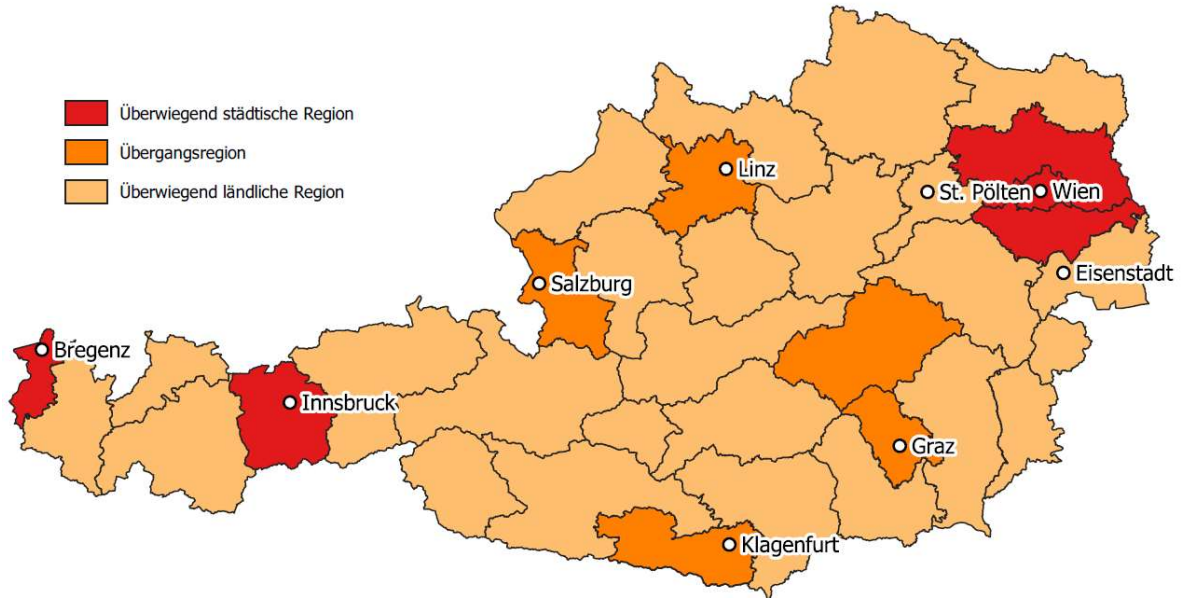 Überwiegend städtische Region
Übergangsregion
Überwiegend ländliche Region
Linz
St. Pölten
Wien
Eisenstadt
Salzburg
Bregenz
Innsbruck
Graz
Klagenfurt